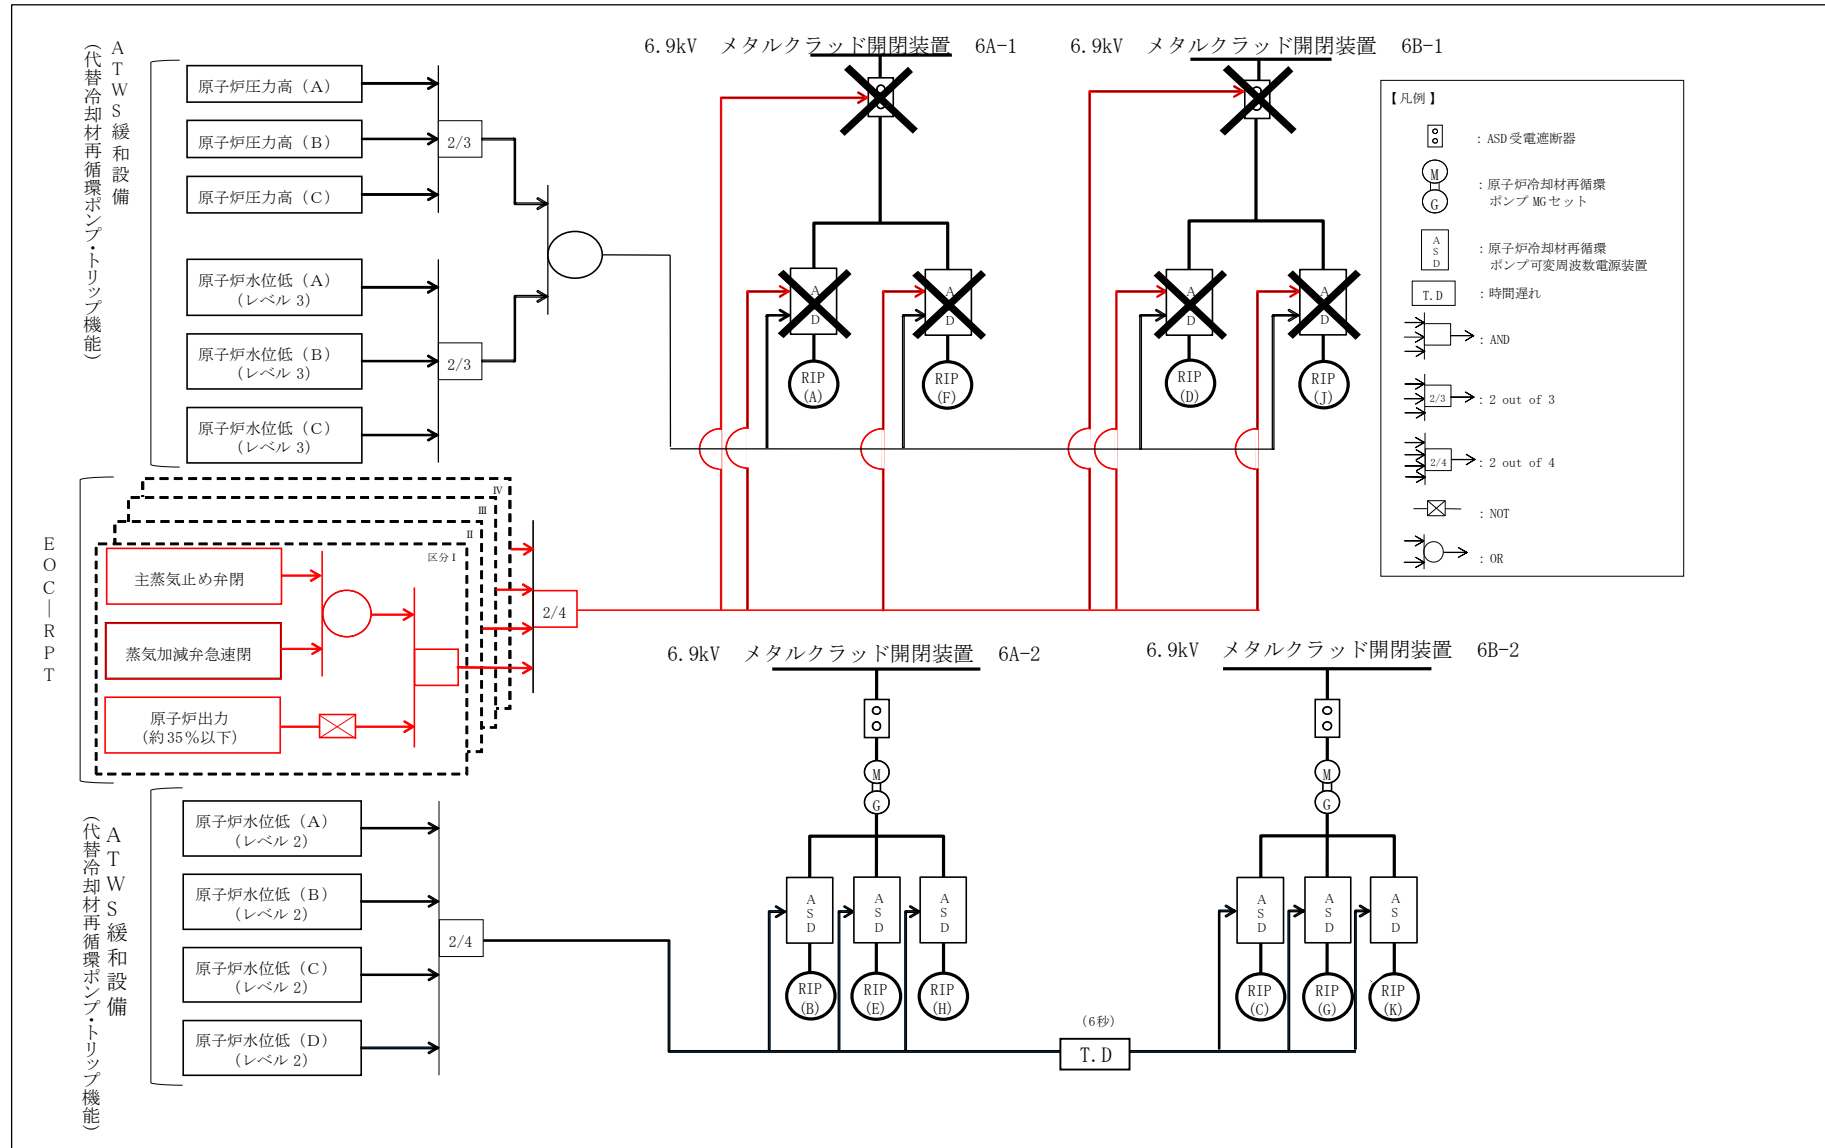 6.9kV メタルクラッド開閉装置 6A-1
6.9kV メタルクラッド開閉装置 6B-1
ATWS緩和設備
(代替冷却材再循環ポンプ・トリップ機能)
原子炉圧力高(A)
原子炉圧力高(B)
原子炉圧力高(C)
2/3
原子炉水位低(A)
(レベル3)
原子炉水位低(B)
(レベル3)
原子炉水位低(C)
(レベル3)
2/3
A
D
RIP
(A)
A
D
RIP
(F)
A
D
RIP
(D)
A
D
RIP
(J)
【凡例】
:ASD受電遮断器
M
G
:原子炉冷却材再循環
ポンプMGセット
A
S
D
:原子炉冷却材再循環
ポンプ可変周波数電源装置
T.D
:時間遅れ
:AND
2/3
:2 out of 3
2/4
:2 out of 4
:NOT
:OR
EOC-RPT
Ⅳ
Ⅲ
Ⅱ
区分Ⅰ
主蒸気止め弁閉
蒸気加減弁急速閉
原子炉出力
(約35%以下)
2/4
6.9kV メタルクラッド開閉装置 6A-2
6.9kV メタルクラッド開閉装置 6B-2
ATWS緩和設備
(代替冷却材再循環ポンプ・トリップ機能)
原子炉水位低(A)
(レベル2)
原子炉水位低(B)
(レベル2)
原子炉水位低(C)
(レベル2)
原子炉水位低(D)
(レベル2)
2/4
M
G
A
S
D
RIP
(B)
A
S
D
RIP
(E)
A
S
D
RIP
(H)
(6秒)
T.D
M
G
A
S
D
RIP
(C)
A
S
D
RIP
(G)
A
S
D
RIP
(K)